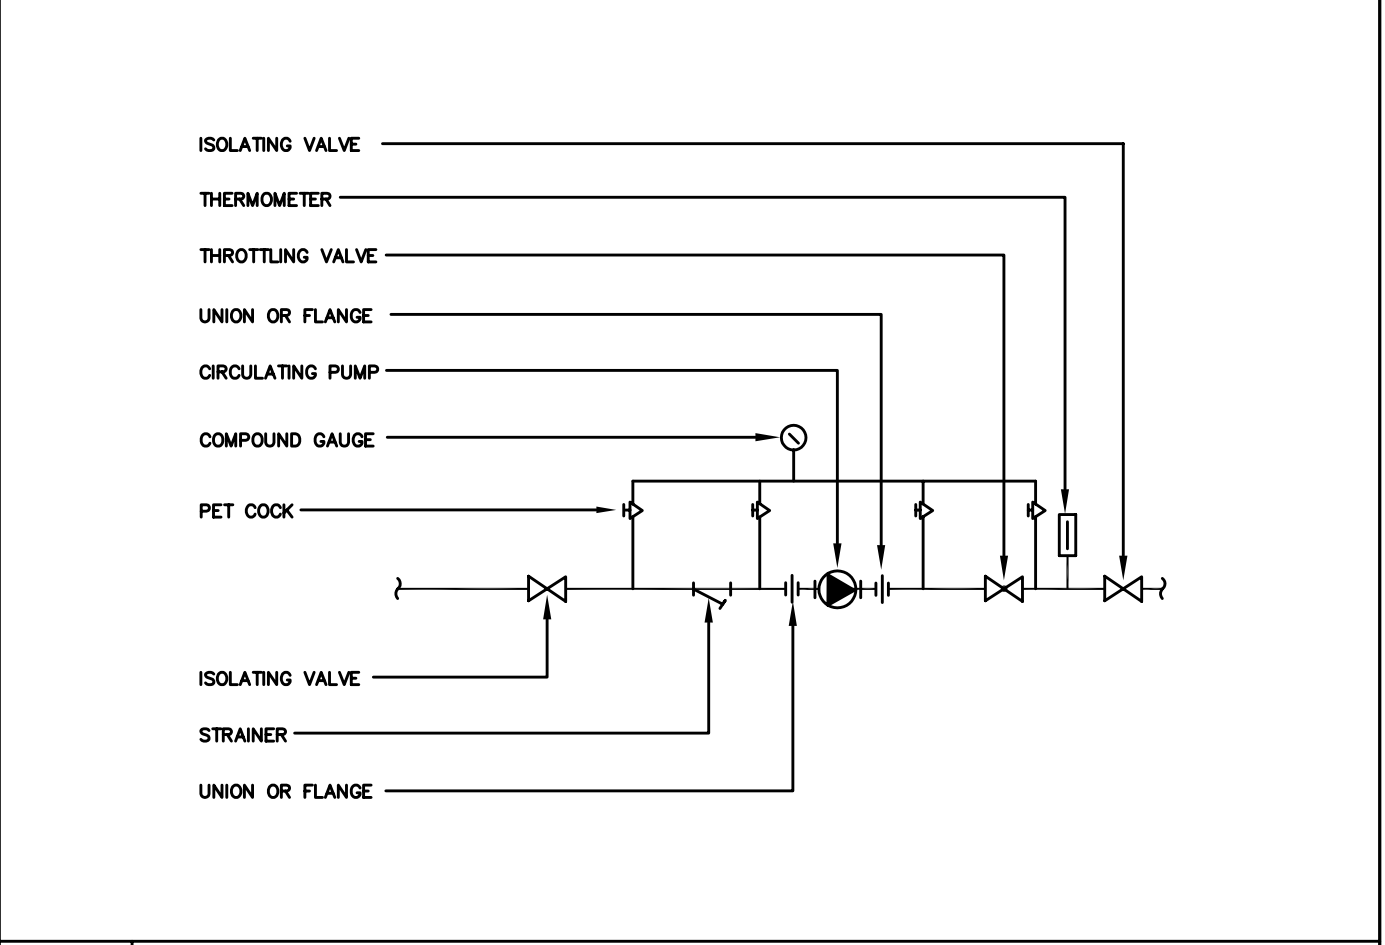 ISOLATING VALVE
THERMOMETER
THROTTLING VALVE
UNION OR FLANGE
CIRCULATING PUMP
COMPOUND GAUGE
PET COCK
ISOLATING VALVE
STRAINER
UNION OR FLANGE